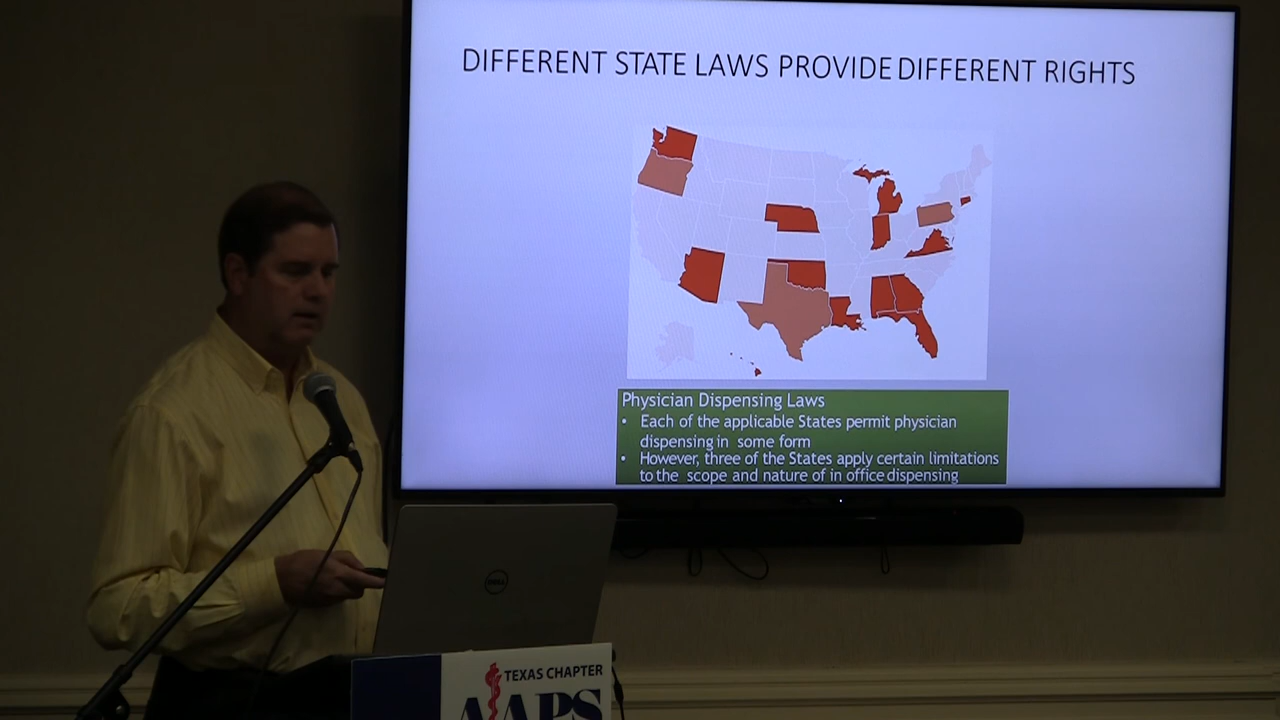 DIFFERENT STATE LAWS PROVIDE DIFFERENT RIGHTS
Physician Dispensing Laws
• Each of the applicable States permit physician
dispensing in some form
• However, three of the States apply certain limitations
to the scope and nature of in office dispensing
DELL
TEXAS CHAPTER
AAPS